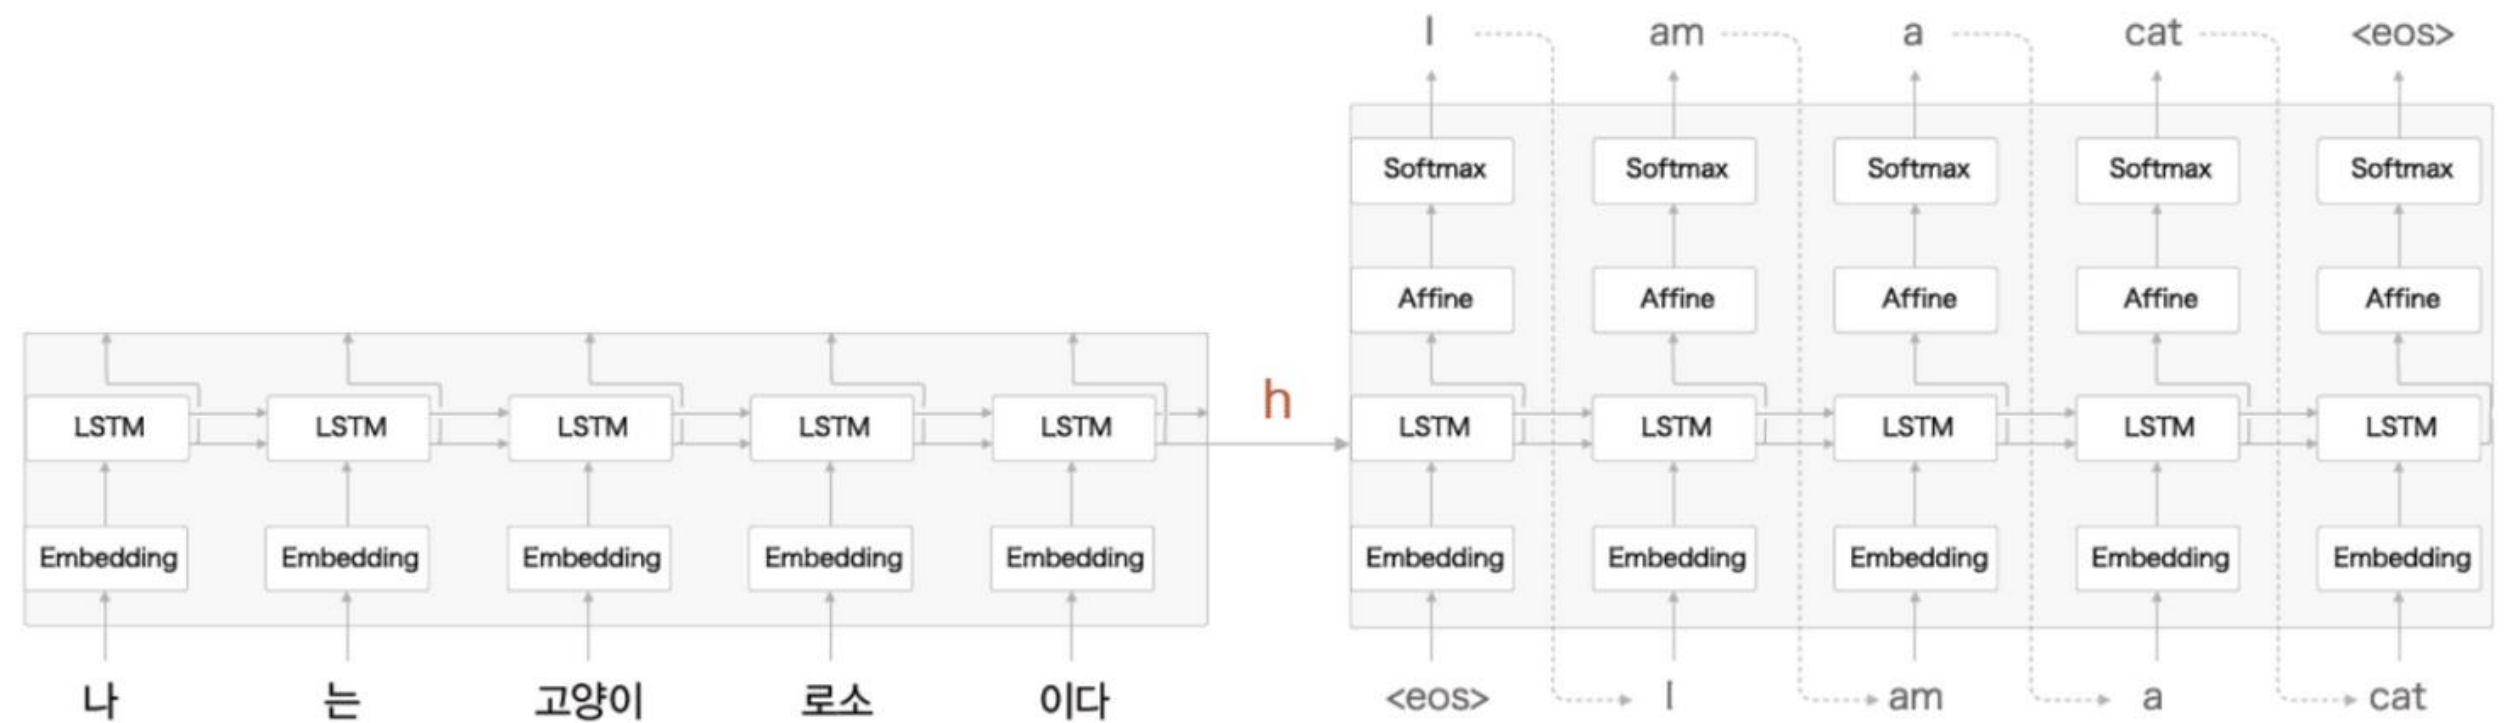 I am a cat <eos>
Softmax Softmax Softmax Softmax Softmax
Affine Affine Affine Affine Affine
h
LSTM LSTM LSTM LSTM LSTM LSTM LSTM LSTM LSTM LSTM
Embedding Embedding Embedding Embedding Embedding Embedding Embedding Embedding Embedding Embedding
나 는 고양이 로소 이다 <eos> I am a cat